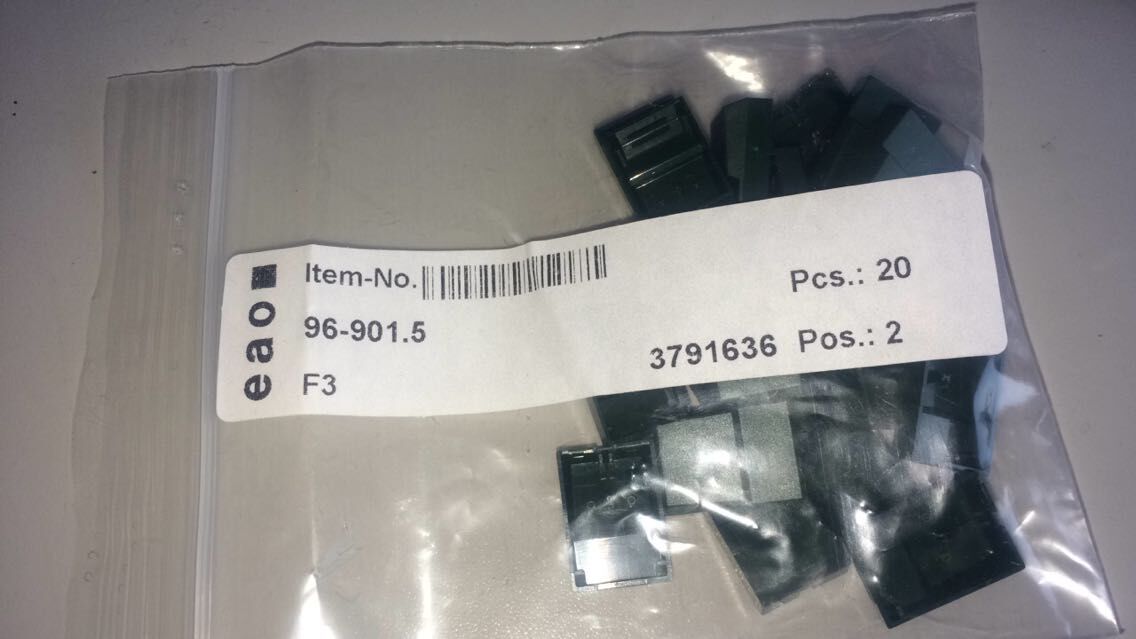 eao
Item-No.
96-901.5
F3
Pcs.: 20
3791636 Pos.: 2